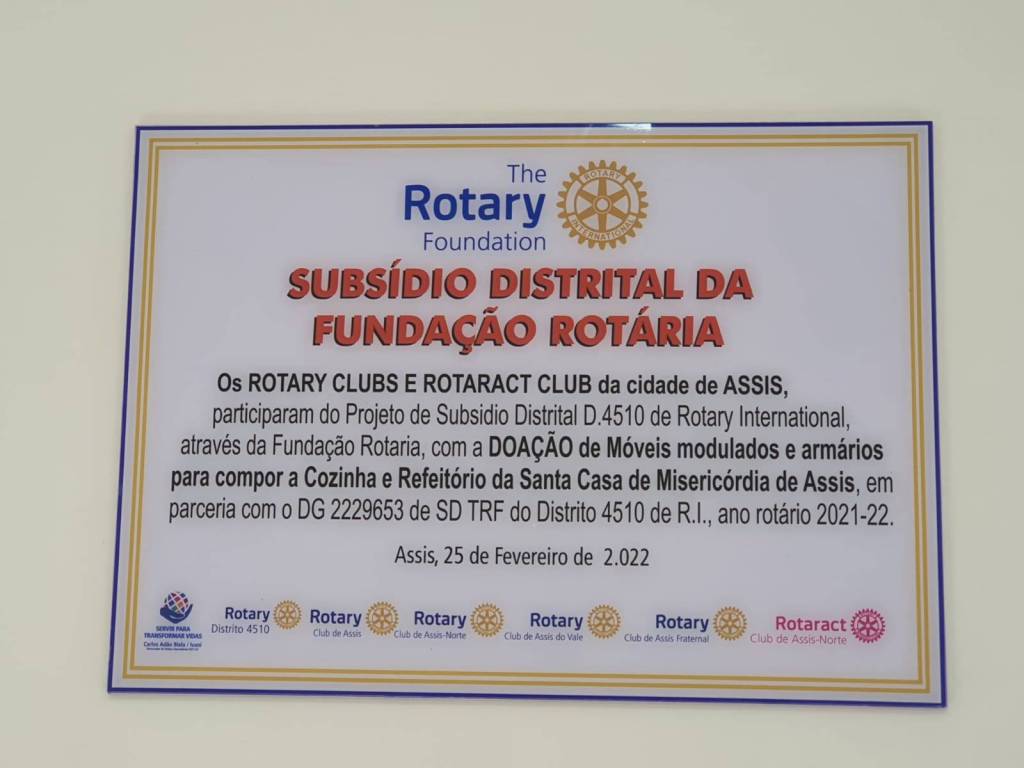 The
Rotary
Foundation
ROTARY
INTERNATIONAL
SUBSÍDIO DISTRITAL DA
FUNDAÇÃO ROTÁRIA
Os ROTARY CLUBS E ROTARACT CLUB da cidade de ASSIS,
participaram do Projeto de Subsidio Distrital D.4510 de Rotary International,
através da Fundação Rotaria, com a DOAÇÃO de Móveis modulados e armários
para compor a Cozinha e Refeitório da Santa Casa de Misericórdia de Assis, em
parceria com o DG 2229653 de SD TRF do Distrito 4510 de R.I., ano rotário 2021-22.
Assis, 25 de Fevereiro de 2.022
SERVIR PARA
TRANSFORMAR VIDAS
Carlos Adão
Rotary
Distrito 4510
Rotary
Club de Assis
Rotary
Club de Assis-Norte
Rotary
Club de Assis do Vale
Rotary
Club de Assis Fraternal
Rotaract
Club de Assis-Norte